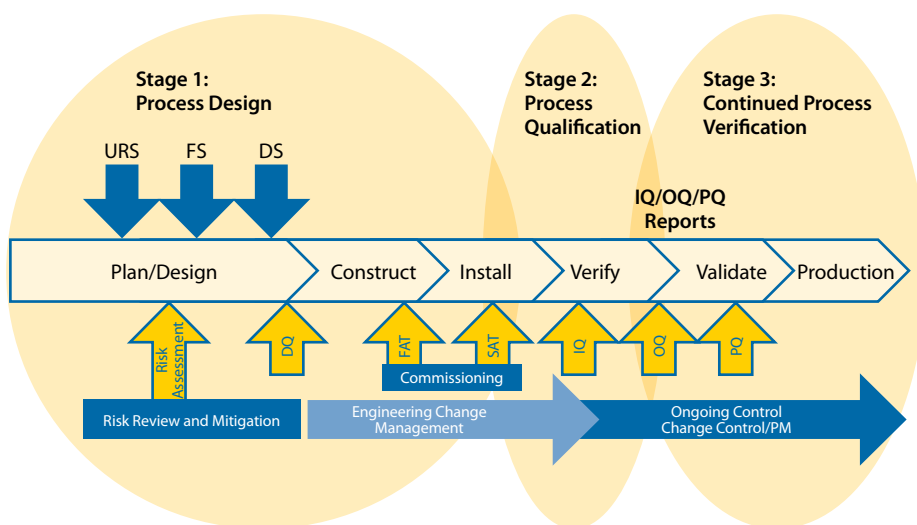 Stage 1:
Process Design
Stage 2:
Process
Qualification
Stage 3:
Continued Process
Verification
URS
FS
DS
IQ/OQ/PQ
Reports
Plan/Design
Construct
Install
Verify
Validate
Production
Risk
Assessment
DQ
FAT
SAT
IQ
OQ
PQ
Commissioning
Risk Review and Mitigation
Engineering Change
Management
Ongoing Control
Change Control/PM